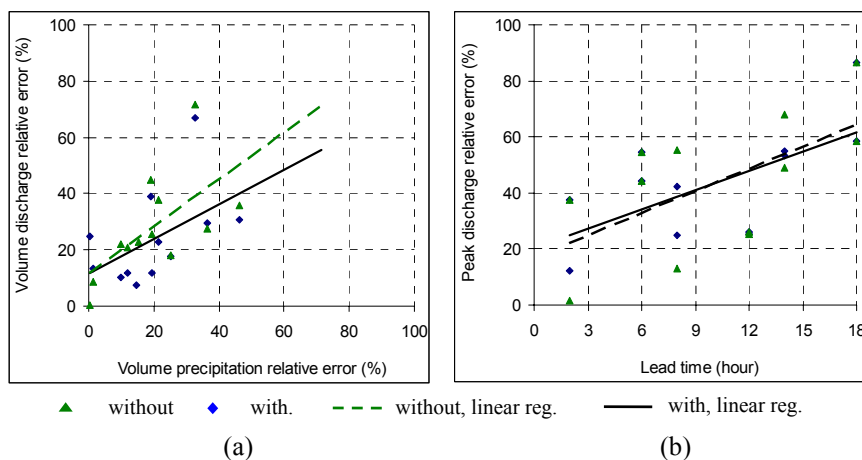 Volume discharge relative error (%)
100
80
60
40
20
0
0 20 40 60 80 100
Volume precipitation relative error (%)
Peak discharge relative error (%)
100
80
60
40
20
0
0 3 6 9 12 14 18
Lead time (hour)
without with. without, linear reg. with, linear reg.
(a) (b)